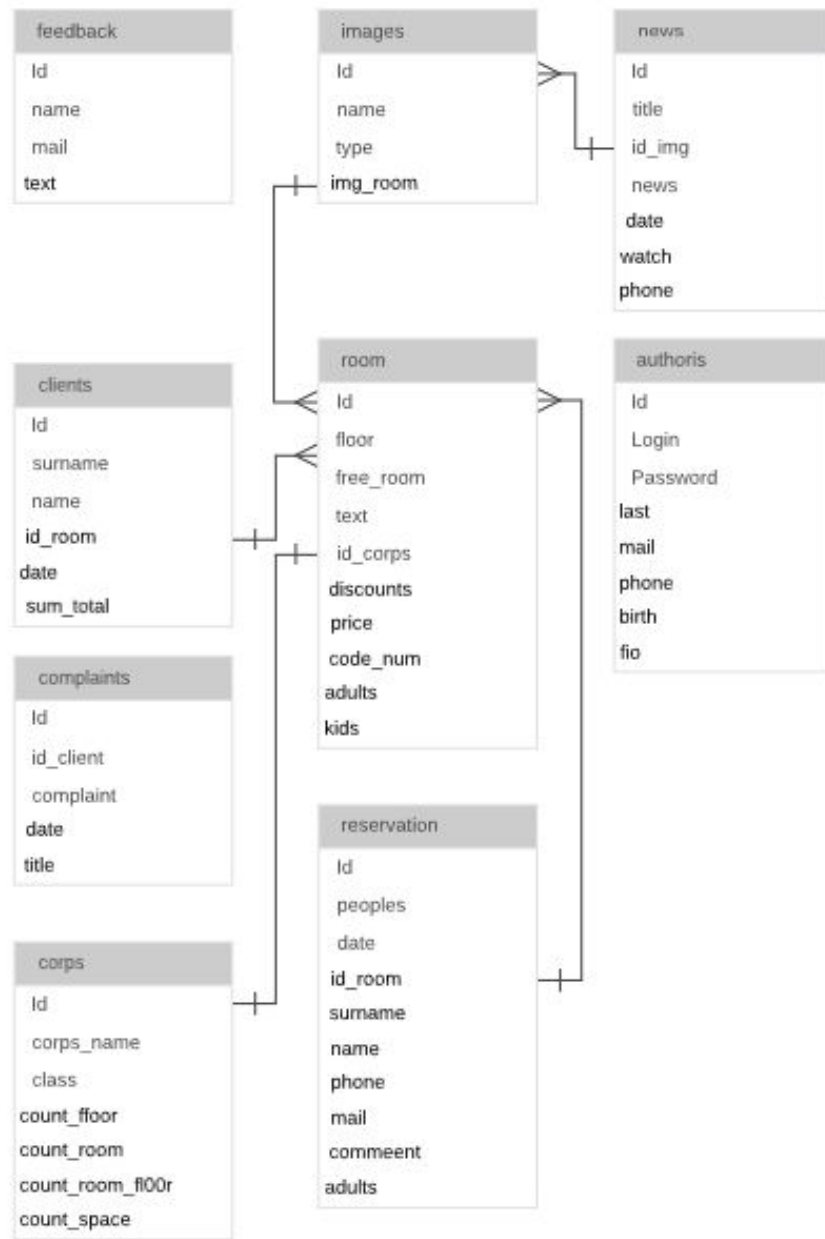 feedback
Id
name
mail
text
images
Id
name
type
img_room
news
Id
title
id_img
news
date
watch
phone
clients
Id
surname
name
id_room
date
sum_total
room
Id
floor
free_room
text
id_corps
discounts
price
code_num
adults
kids
authoris
Id
Login
Password
last
mail
phone
birth
fio
complaints
Id
id_client
complaint
date
title
reservation
Id
peoples
date
id_room
surname
name
phone
mail
commeent
adults
corps
Id
corps_name
class
count_ffoor
count_room
count_room_fl00r
count_space